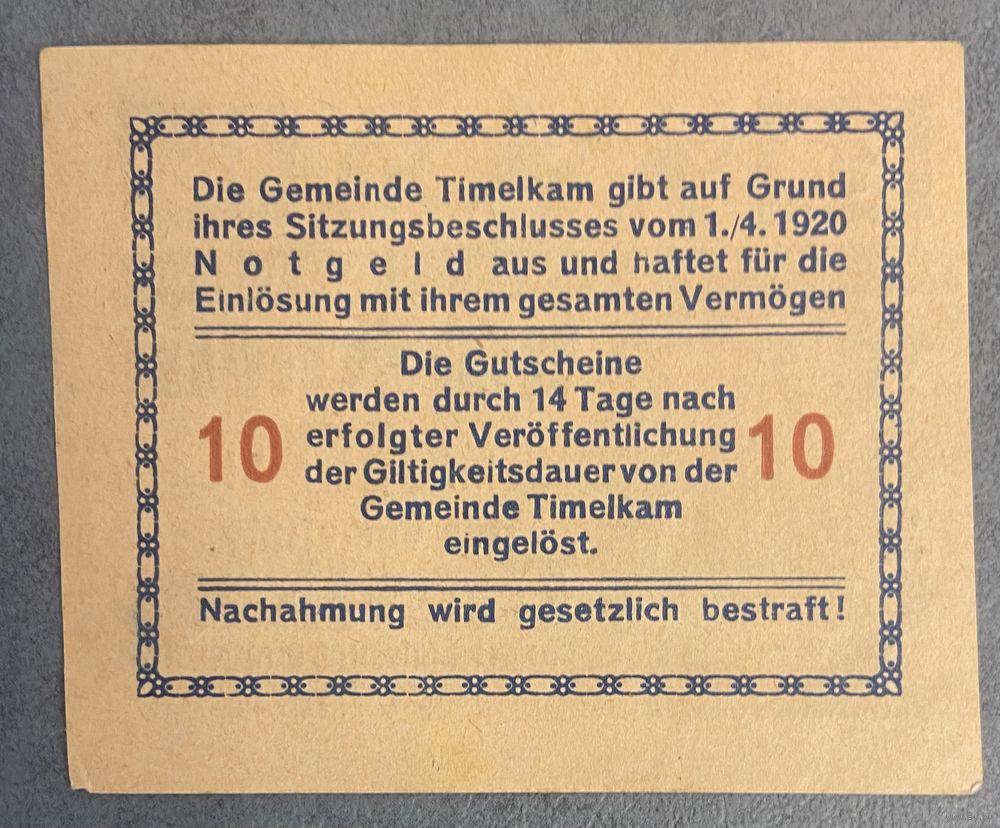 Die Gemeinde Timelkam gibt auf Grund
ihres Sitzungsbeschlusses vom 1./4. 1920
Notgeld aus und haftet für die
Einlösung mit ihrem gesamten Vermögen
Die Gutscheine
werden durch 14 Tage nach
10 erfolgter Veröffentlichung 10
der Giltigkeitsdauer von der
Gemeinde Timelkam
eingelöst.
Nachahmung wird gesetzlich bestraft!